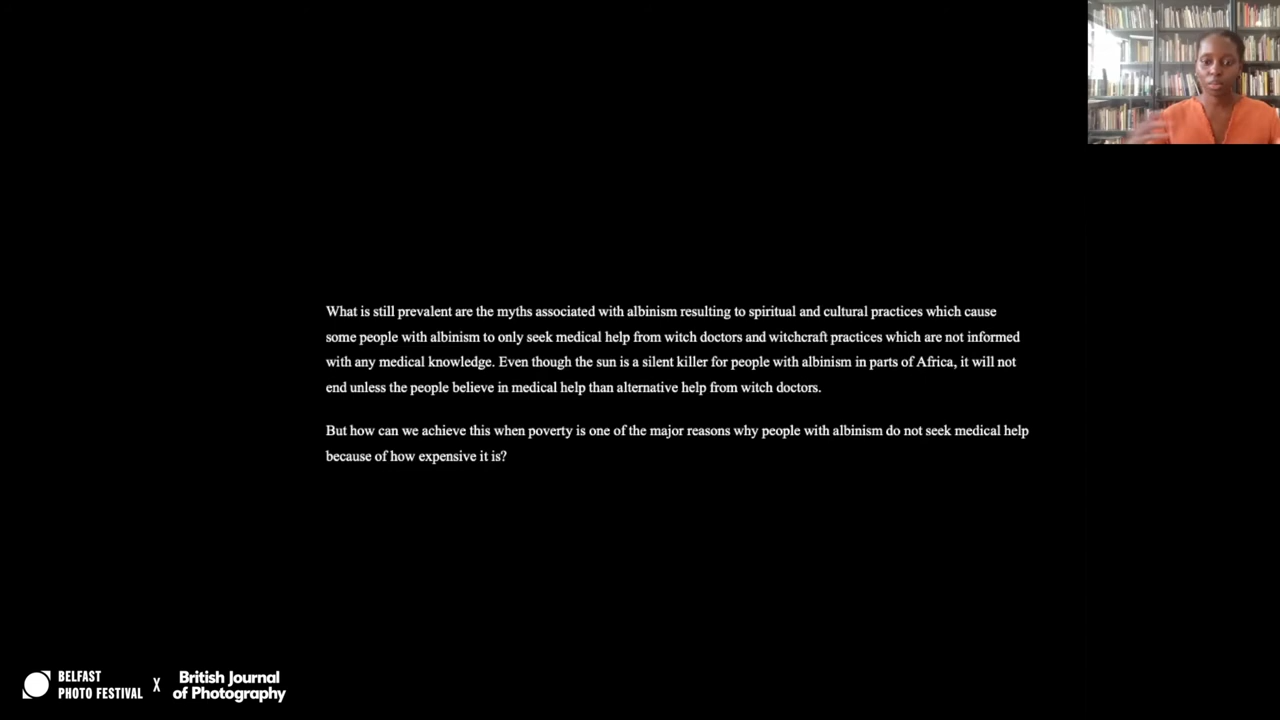 What is still prevalent are the myths associated with albinism resulting to spiritual and cultural practices which cause
some people with albinism to only seek medical help from witch doctors and witchcraft practices which are not informed
with any medical knowledge. Even though the sun is a silent killer for people with albinism in parts of Africa, it will not
end unless the people believe in medical help than alternative help from witch doctors.
But how can we achieve this when poverty is one of the major reasons why people with albinism do not seek medical help
because of how expensive it is?
BELFAST
PHOTO FESTIVAL
X
British Journal
of Photography